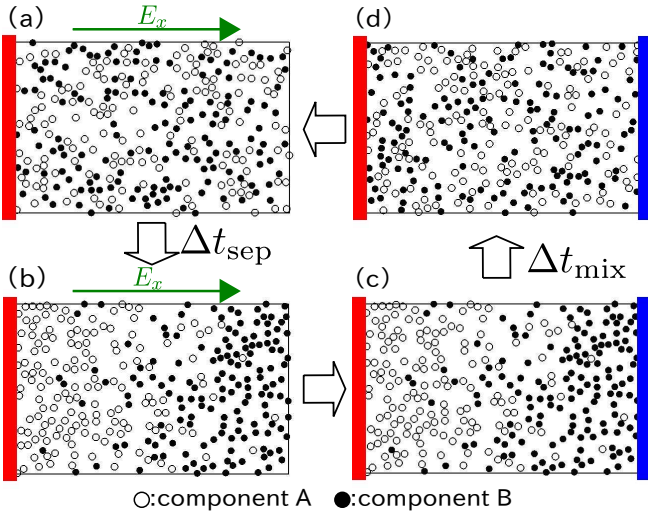 (a)
E_x
(d)
Δt_sep
(b)
E_x
(c)
Δt_mix
○:component A ●:component B